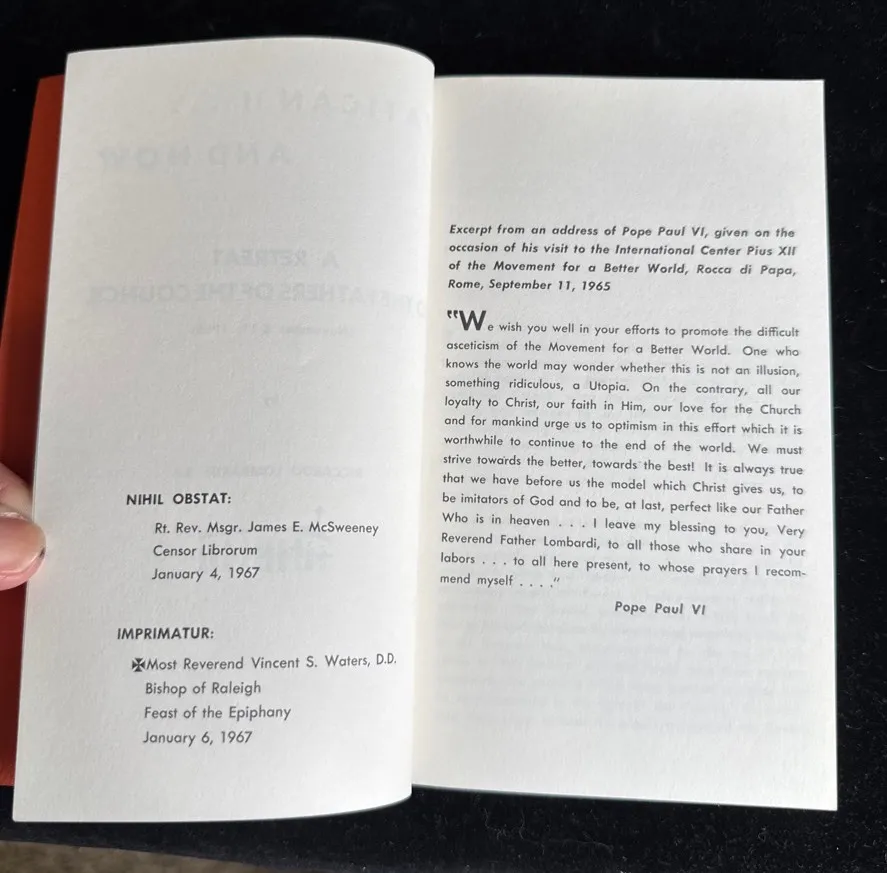 NIHIL OBSTAT:
Rt. Rev. Msgr. James E. McSweeney
Censor Librorum
January 4, 1967
IMPRIMATUR:
✠Most Reverend Vincent S. Waters, D.D.
Bishop of Raleigh
Feast of the Epiphany
January 6, 1967
Excerpt from an address of Pope Paul VI, given on the
occasion of his visit to the International Center Pius XII
of the Movement for a Better World, Rocca di Papa,
Rome, September 11, 1965
"We wish you well in your efforts to promote the difficult
asceticism of the Movement for a Better World. One who
knows the world may wonder whether this is not an illusion,
something ridiculous, a Utopia. On the contrary, all our
loyalty to Christ, our faith in Him, our love for the Church
and for mankind urge us to optimism in this effort which it is
worthwhile to continue to the end of the world. We must
strive towards the better, towards the best! It is always true
that we have before us the model which Christ gives us, to
be imitators of God and to be, at last, perfect like our Father
Who is in heaven . . . I leave my blessing to you, Very
Reverend Father Lombardi, to all those who share in your
labors . . . to all here present, to whose prayers I recom-
mend myself . . . ."
Pope Paul VI